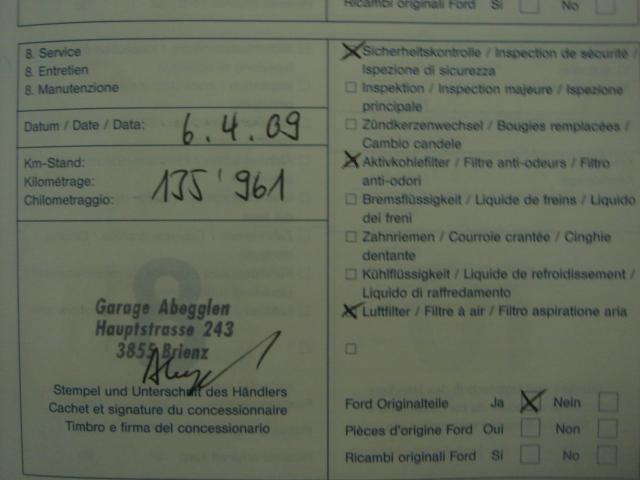 Ricambi originali Ford Si No
8. Service
8. Entretien
8. Manutenzione
Datum / Date / Data: 6.4.09
Km-Stand:
Kilométrage:
Chilometraggio: 135'961
Garage Abegglen
Hauptstrasse 243
3855 Brienz
Stempel und Unterschrift des Händlers
Cachet et signature du concessionnaire
Timbro e firma del concessionario
Sicherheitskontrolle / Inspection de sécurité /
Ispezione di sicurezza
Inspektion / Inspection majeure / Ispezione
principale
Zündkerzenwechsel / Bougies remplacées /
Cambio candele
Aktivkohlefilter / Filtre anti-odeurs / Filtro
anti-odori
Bremsflüssigkeit / Liquide de freins / Liquido
dei freni
Zahnriemen / Courroie crantée / Cinghie
dentante
Kühlflüssigkeit / Liquide de refroidissement /
Liquido di raffredamento
Luftfilter / Filtre à air / Filtro aspiratione aria
Ford Originalteile Ja Nein
Pièces d'origine Ford Oui Non
Ricambi originali Ford Si No